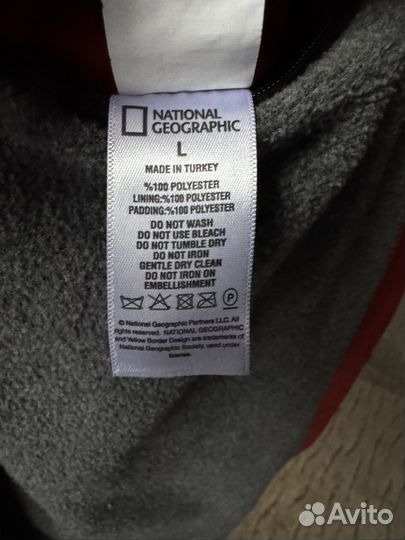 NATIONAL
GEOGRAPHIC
L
MADE IN TURKEY
%100 POLYESTER
LINING:%100 POLYESTER
PADDING:%100 POLYESTER
DO NOT WASH
DO NOT USE BLEACH
DO NOT TUMBLE DRY
DO NOT IRON
GENTLE DRY CLEAN
DO NOT IRON ON
EMBELLISHMENT
P
© National Geographic Partners LLC. All
rights reserved. NATIONAL GEOGRAPHIC
and Yellow Border Design are trademarks of
National Geographic Society, used under
license.
Avito